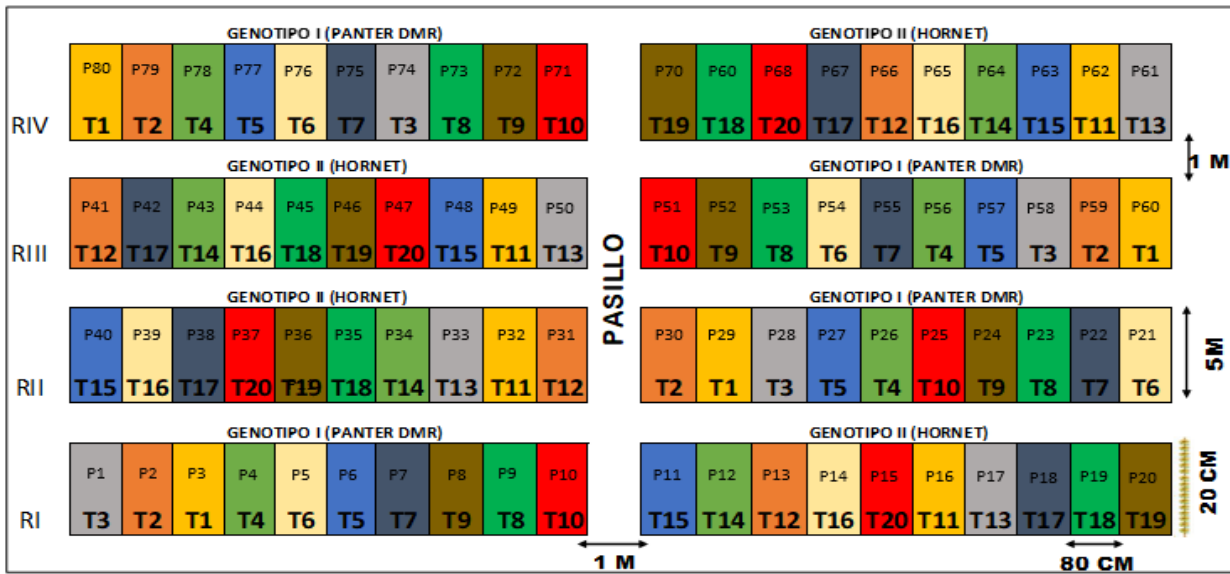 GENOTIPO I (PANTER DMR) GENOTIPO II (HORNET)
P80 P79 P78 P77 P76 P75 P74 P73 P72 P71 P70 P60 P68 P67 P66 P65 P64 P63 P62 P61
RIV T1 T2 T4 T5 T6 T7 T3 T8 T9 T10 T19 T18 T20 T17 T12 T16 T14 T15 T11 T13
1 M
GENOTIPO II (HORNET) GENOTIPO I (PANTER DMR)
P41 P42 P43 P44 P45 P46 P47 P48 P49 P50 P51 P52 P53 P54 P55 P56 P57 P58 P59 P60
RIII T12 T17 T14 T16 T18 T19 T20 T15 T11 T13 T10 T9 T8 T6 T7 T4 T5 T3 T2 T1
PASILLO
GENOTIPO II (HORNET) GENOTIPO I (PANTER DMR)
P40 P39 P38 P37 P36 P35 P34 P33 P32 P31 P30 P29 P28 P27 P26 P25 P24 P23 P22 P21
RII T15 T16 T17 T20 T19 T18 T14 T13 T11 T12 T2 T1 T3 T5 T4 T10 T9 T8 T7 T6
5M
GENOTIPO I (PANTER DMR) GENOTIPO II (HORNET)
P1 P2 P3 P4 P5 P6 P7 P8 P9 P10 P11 P12 P13 P14 P15 P16 P17 P18 P19 P20
RI T3 T2 T1 T4 T6 T5 T7 T9 T8 T10 T15 T14 T12 T16 T20 T11 T13 T17 T18 T19
20 CM
1 M 80 CM